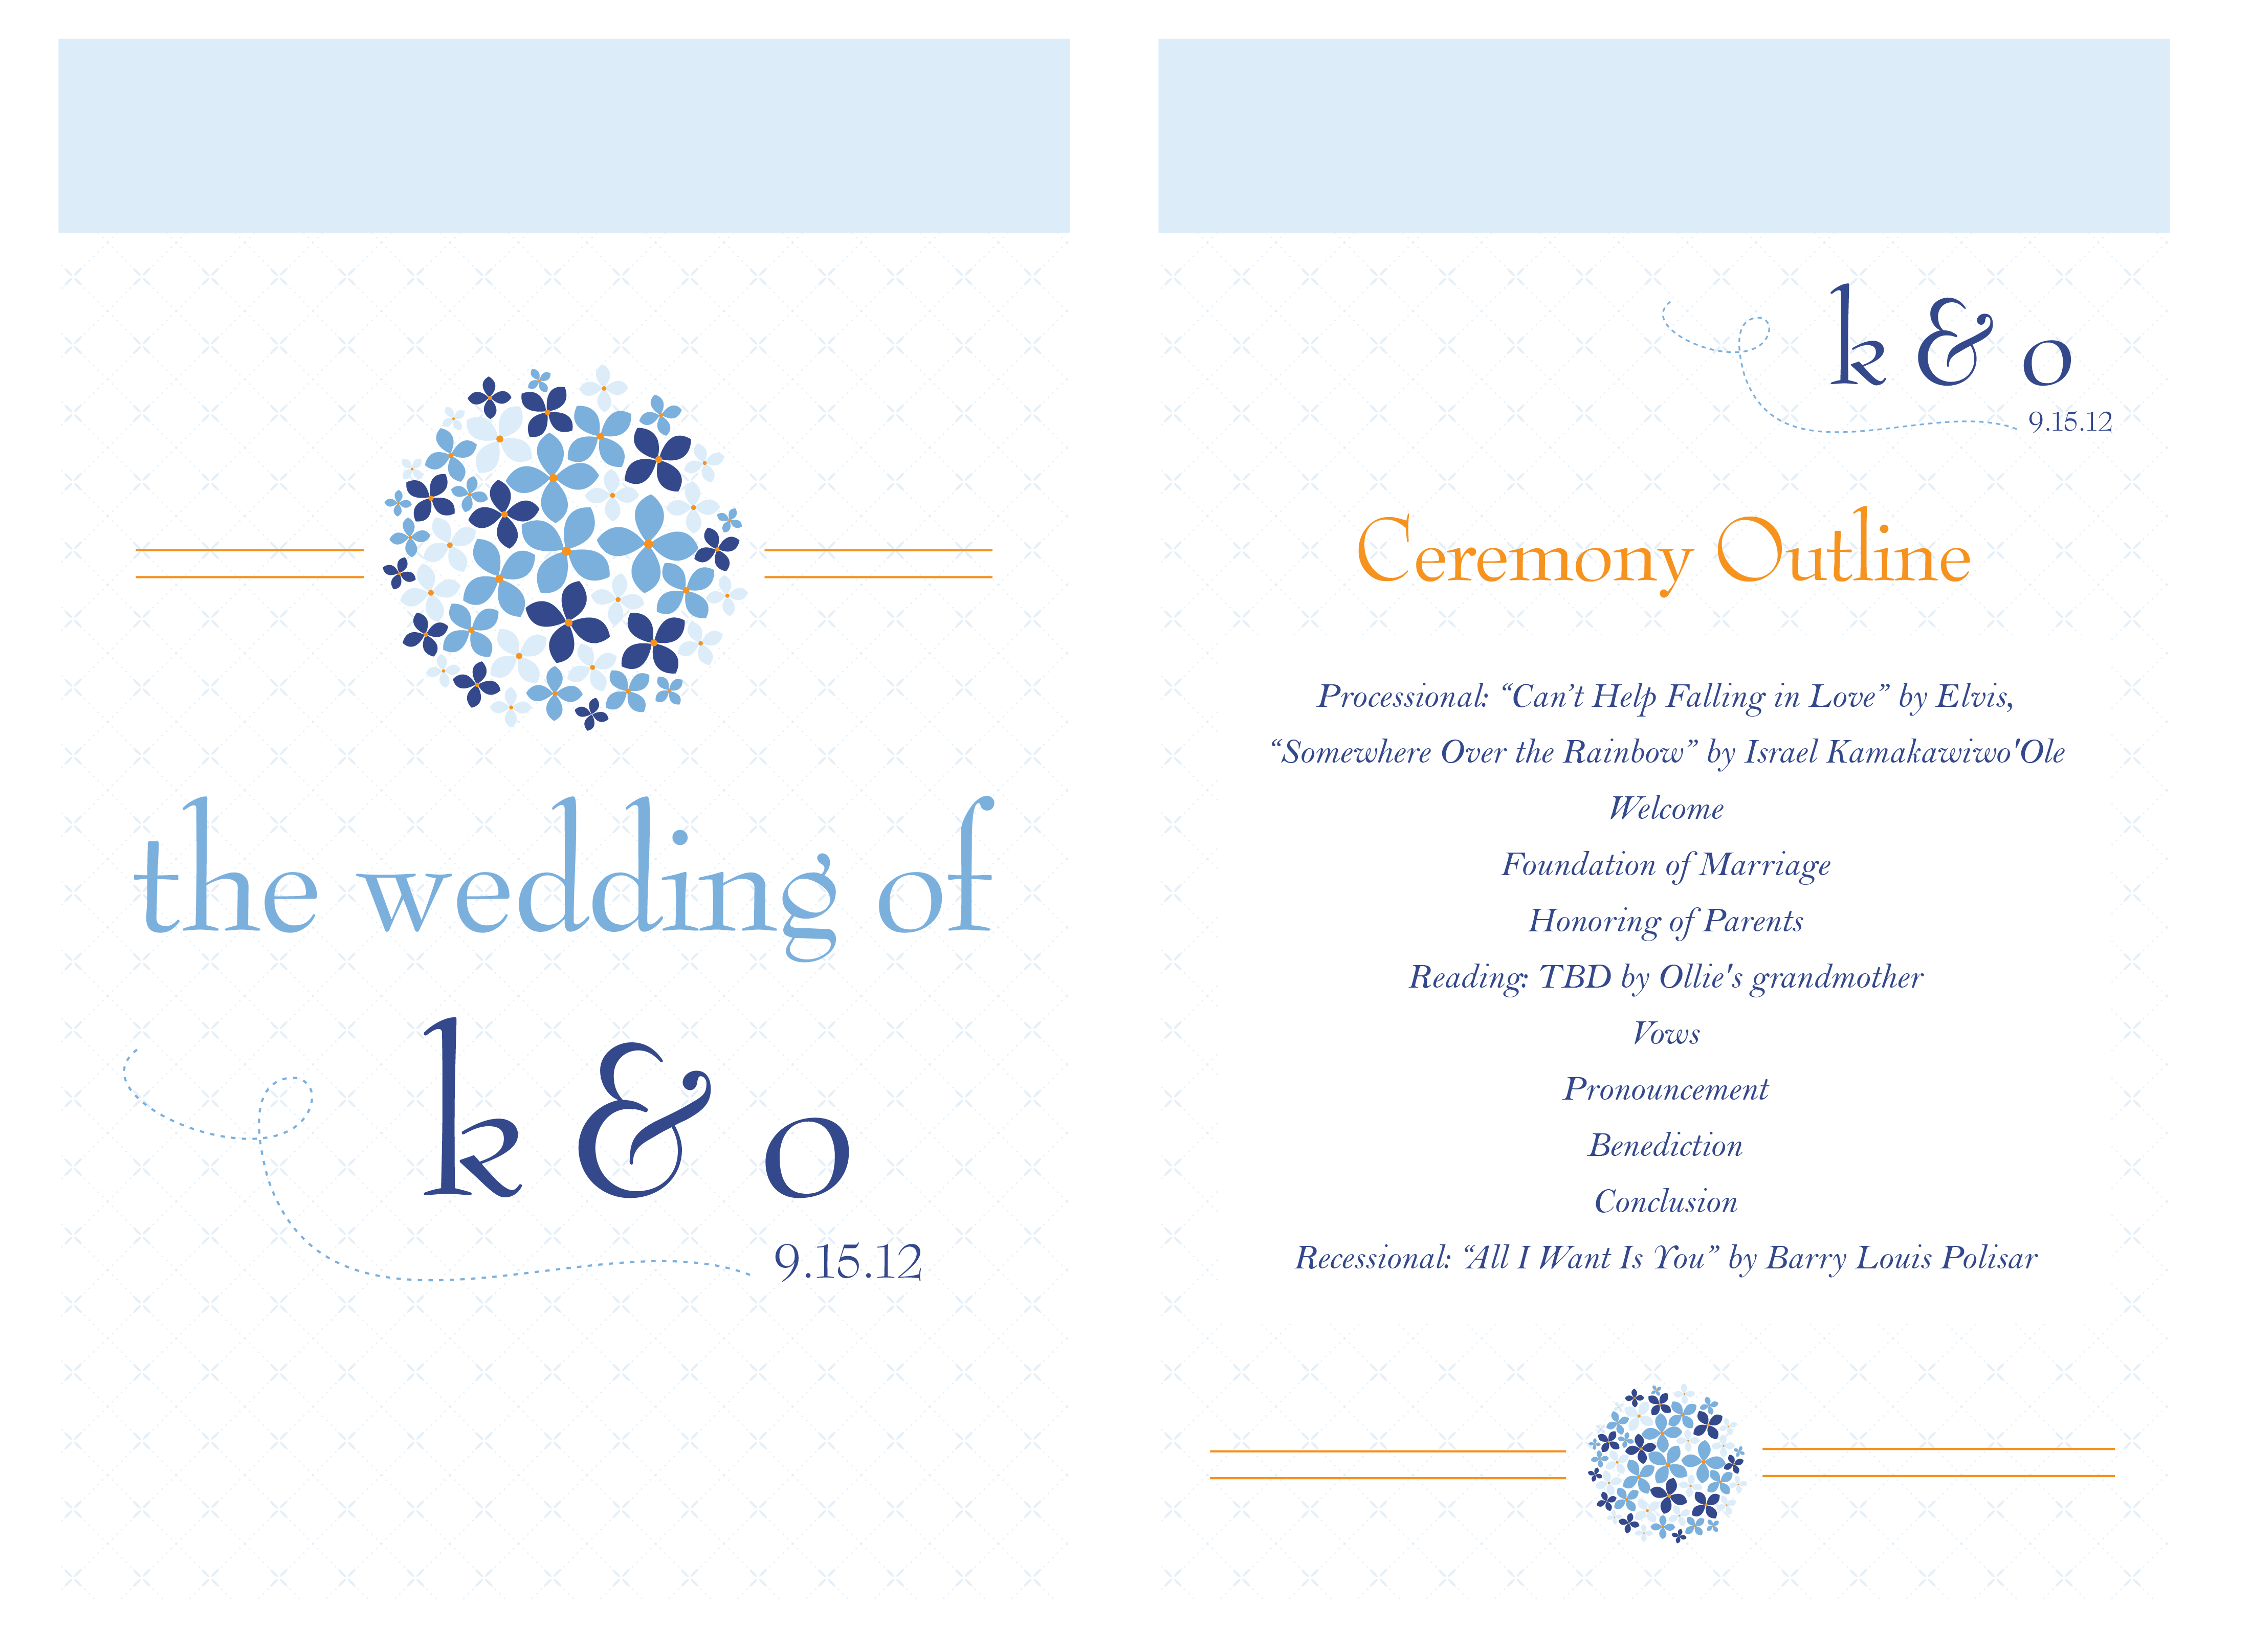 the wedding of
k & o
9.15.12
k & o
9.15.12
Ceremony Outline
Processional: “Can’t Help Falling in Love” by Elvis,
“Somewhere Over the Rainbow” by Israel Kamakawiwo'Ole
Welcome
Foundation of Marriage
Honoring of Parents
Reading: TBD by Ollie's grandmother
Vows
Pronouncement
Benediction
Conclusion
Recessional: “All I Want Is You” by Barry Louis Polisar